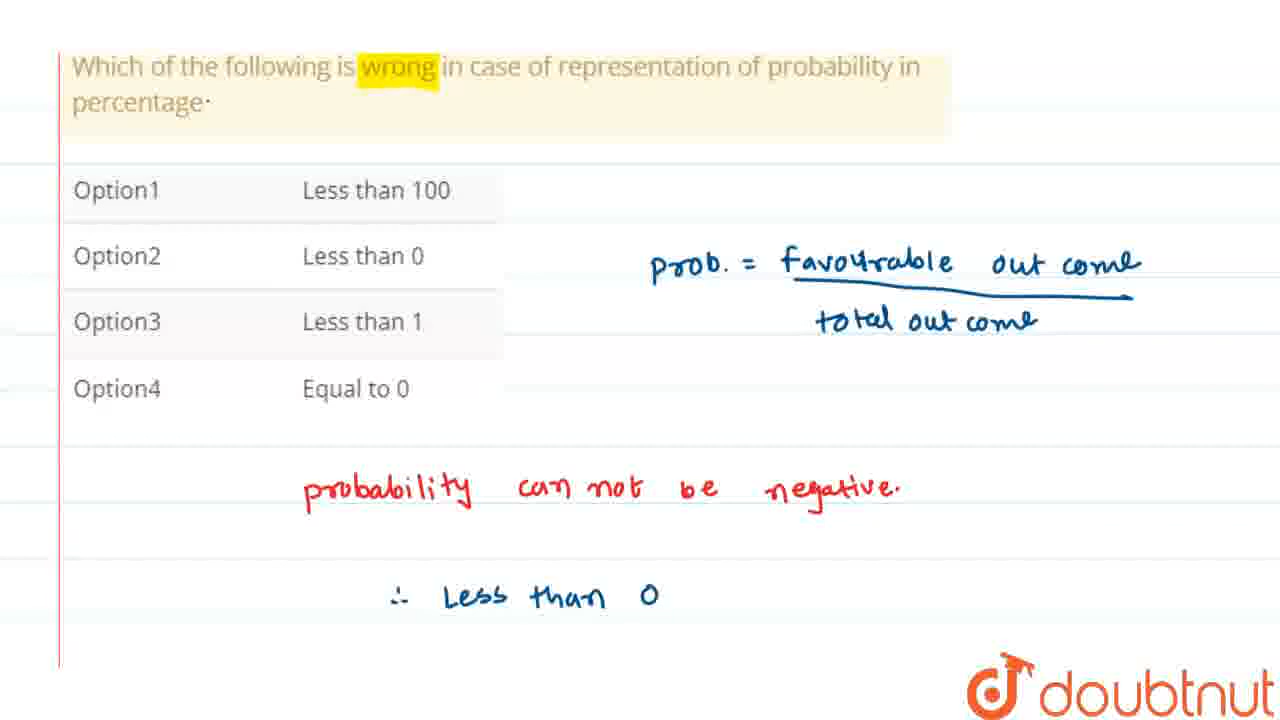 Which of the following is wrong in case of representation of probability in
percentage·
Option1 Less than 100
Option2 Less than 0
Option3 Less than 1
Option4 Equal to 0
prob. = favourable out come
total out come
probability can not be negative.
∴ Less than 0
doubtnut